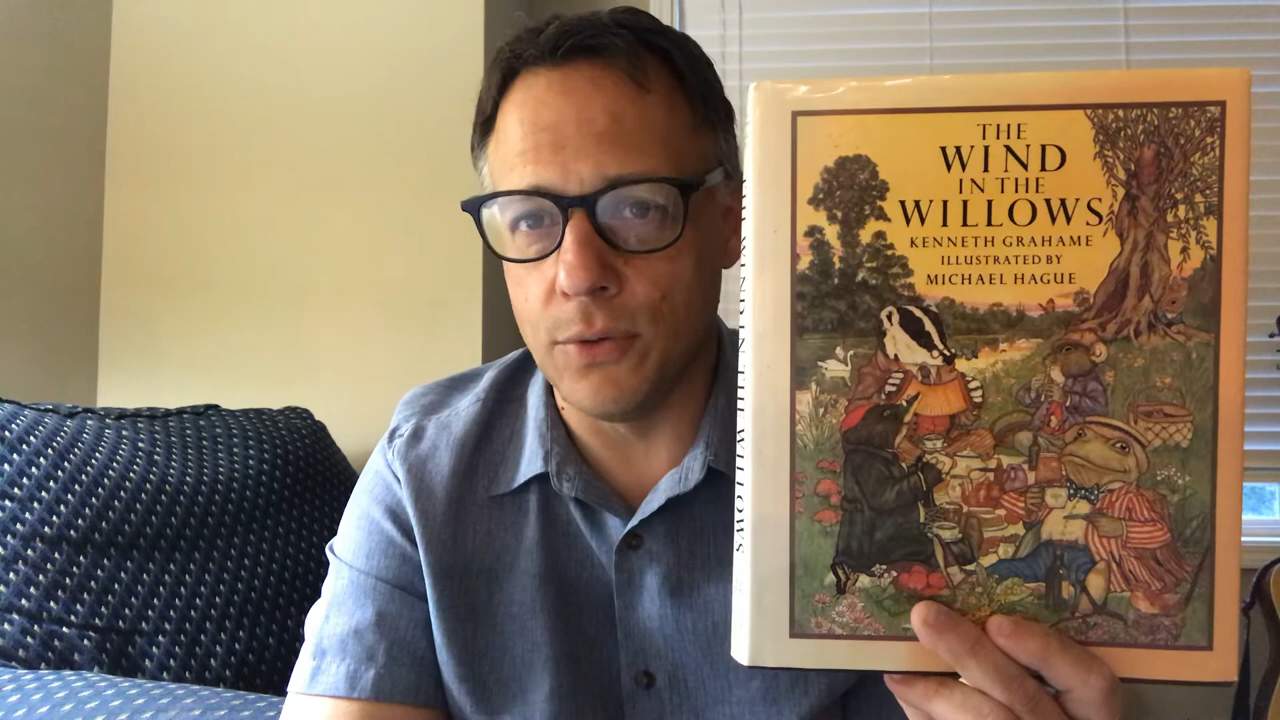 THE
WIND
IN THE
WILLOWS
KENNETH GRAHAME
ILLUSTRATED BY
MICHAEL HAGUE
THE WIND IN THE WILLOWS